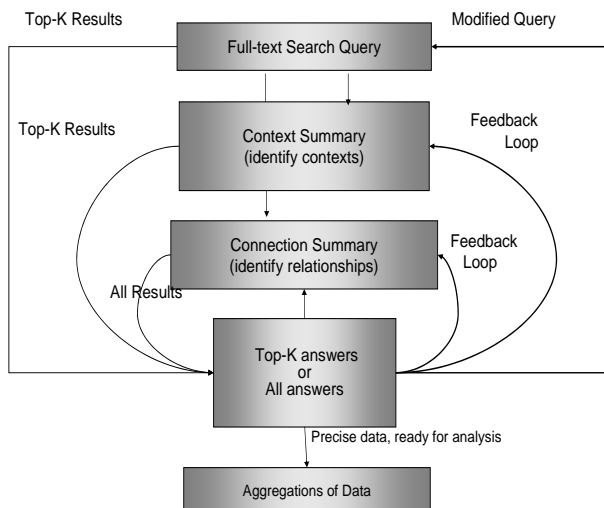 Top-K Results
Modified Query
Full-text Search Query
Top-K Results
Feedback
Loop
Context Summary
(identify contexts)
Connection Summary
(identify relationships)
Feedback
Loop
All Results
Top-K answers
or
All answers
Precise data, ready for analysis
Aggregations of Data